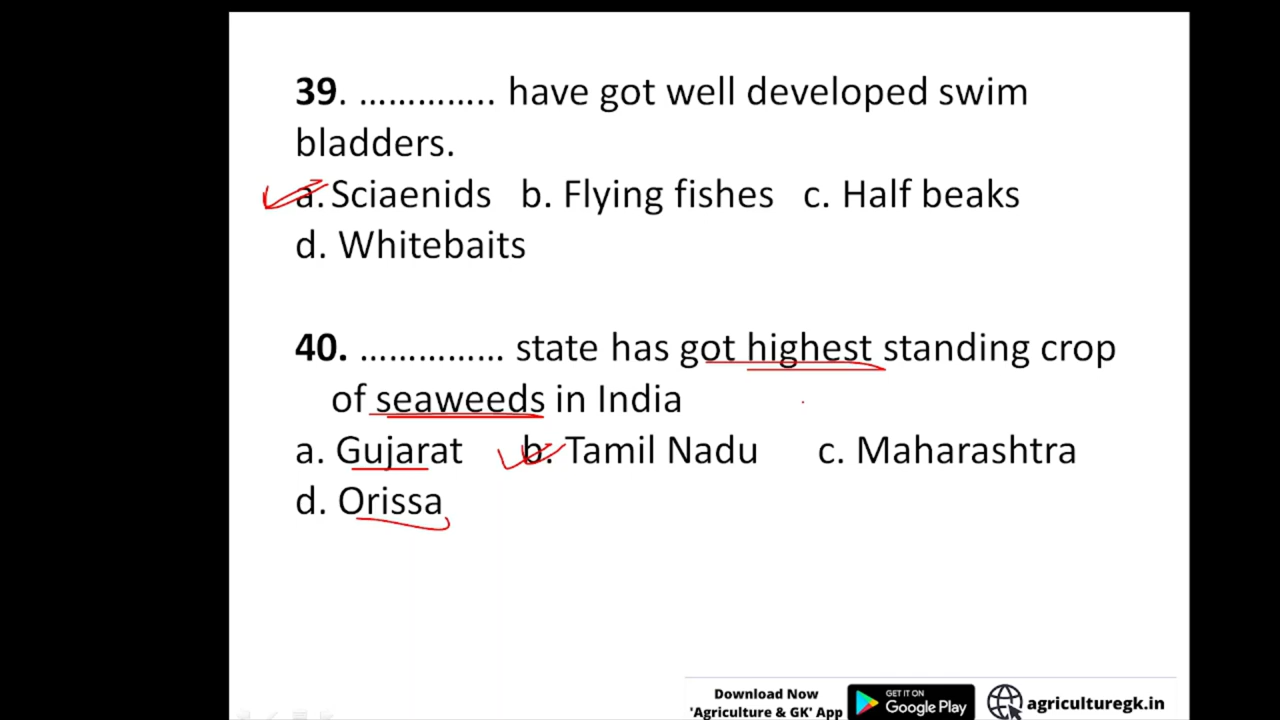 39. .............. have got well developed swim
bladders.
a. Sciaenids b. Flying fishes c. Half beaks
d. Whitebaits
40. ............... state has got highest standing crop
of seaweeds in India
a. Gujarat b. Tamil Nadu c. Maharashtra
d. Orissa
Download Now
'Agriculture & GK' App
GET IT ON
Google Play
agriculturegk.in